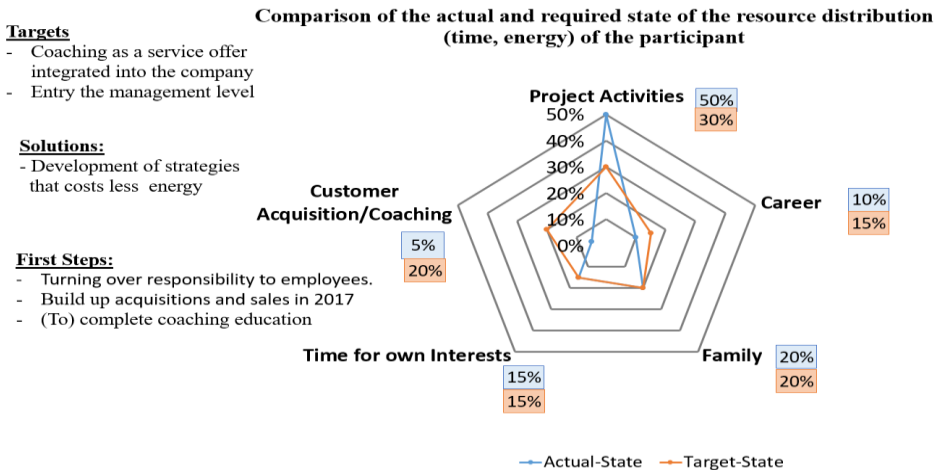 Comparison of the actual and required state of the resource distribution
(time, energy) of the participant
Targets
- Coaching as a service offer
integrated into the company
- Entry the management level
Solutions:
- Development of strategies
that costs less energy
First Steps:
- Turning over responsibility to employees.
- Build up acquisitions and sales in 2017
- (To) complete coaching education
Project Activities
50%
30%
50%
40%
30%
20%
10%
0%
Career
10%
15%
Customer
Acquisition/Coaching
5%
20%
Time for own Interests
15%
15%
Family
20%
20%
Actual-State
Target-State